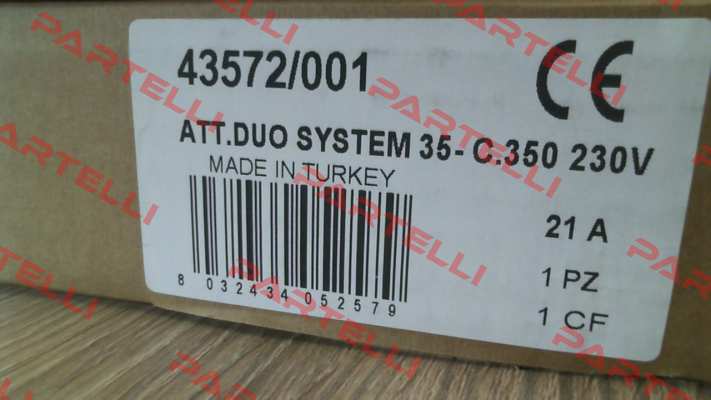 43572/001
CE
ATT.DUO SYSTEM 35- C.350 230V
MADE IN TURKEY
8 032434 052579
21 A
1 PZ
1 CF
PARTELLI
PARTELLI
PARTELLI
PARTELLI
PARTELLI
PARTELLI
PARTELLI